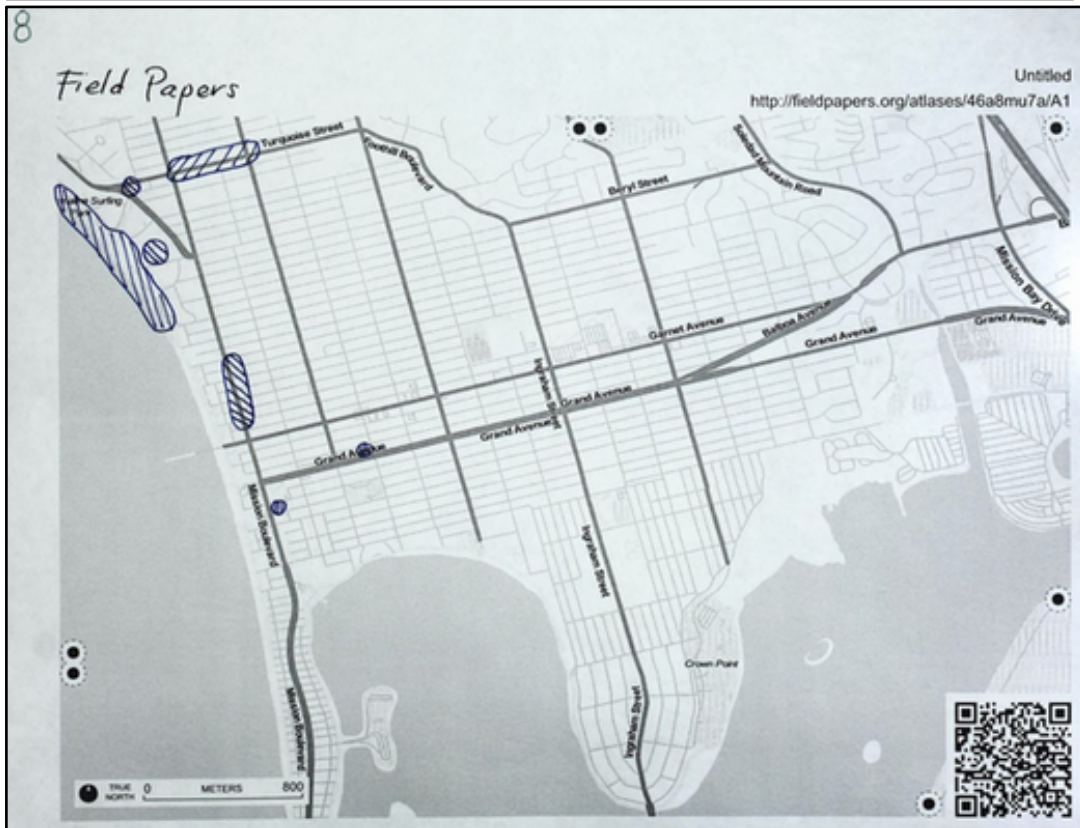 8
Field Papers
Untitled
http://fieldpapers.org/atlases/46a8mu7a/A1
Turquoise Street
Foothill Boulevard
Soledad Mountain Road
Beryl Street
Surfing
Mission Bay Drive
Garnet Avenue
Balboa Avenue
Grand Avenue
Grand Avenue
Ingraham Street
Grand Avenue
Grand Avenue
Grand Avenue
Mission Boulevard
Ingraham Street
Crown Point
Mission Boulevard
Ingraham Street
TRUE NORTH
0 METERS 800